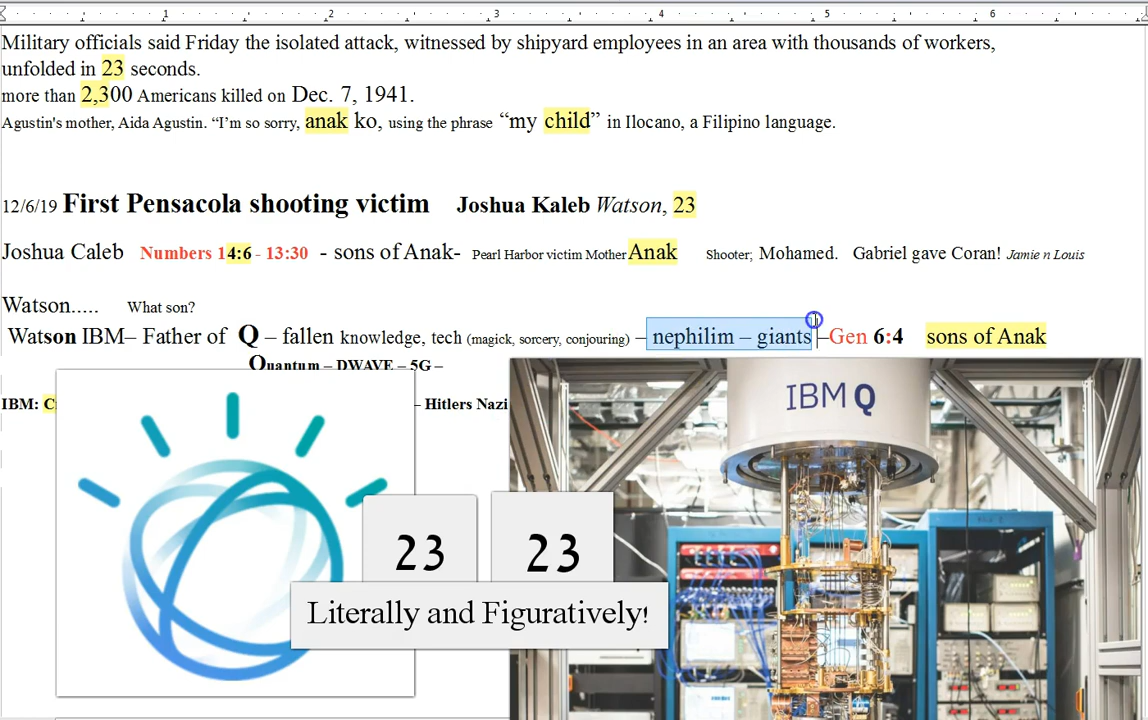 1 2 3 4 5 6
Military officials said Friday the isolated attack, witnessed by shipyard employees in an area with thousands of workers,
unfolded in 23 seconds.
more than 2,300 Americans killed on Dec. 7, 1941.
Agustin's mother, Aida Agustin. “I'm so sorry, anak ko, using the phrase “my child” in Ilocano, a Filipino language.
12/6/19 First Pensacola shooting victim Joshua Kaleb Watson, 23
Joshua Caleb Numbers 14:6 - 13:30 - sons of Anak- Pearl Harbor victim Mother Anak Shooter; Mohamed. Gabriel gave Coran! Jamie n Louis
Watson..... What son?
Watson IBM– Father of Q – fallen knowledge, tech (magick, sorcery, conjouring) – nephilim – giants –Gen 6:4 sons of Anak
Quantum – DWAVE – 5G –
IBM: – Hitlers Nazi
IBM Q
23 23
Literally and Figuratively!